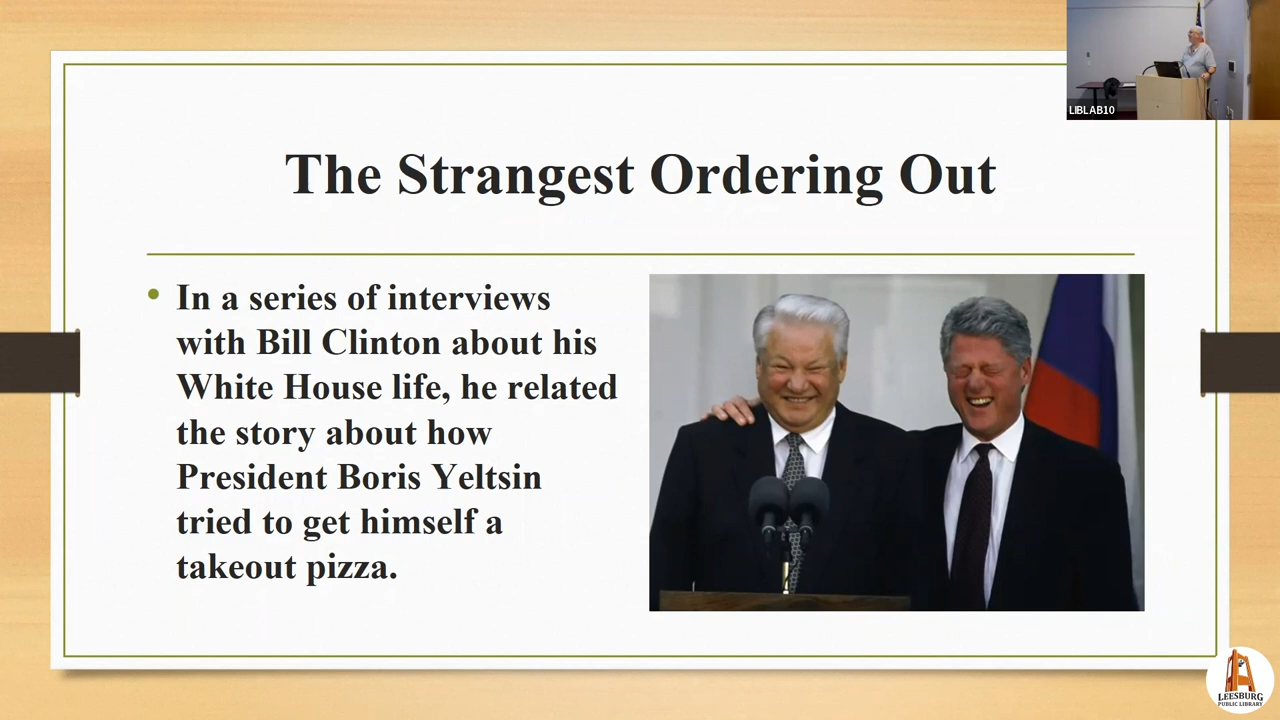 LIBLAB10
The Strangest Ordering Out
In a series of interviews
with Bill Clinton about his
White House life, he related
the story about how
President Boris Yeltsin
tried to get himself a
takeout pizza.
LEESBURG
PUBLIC LIBRARY